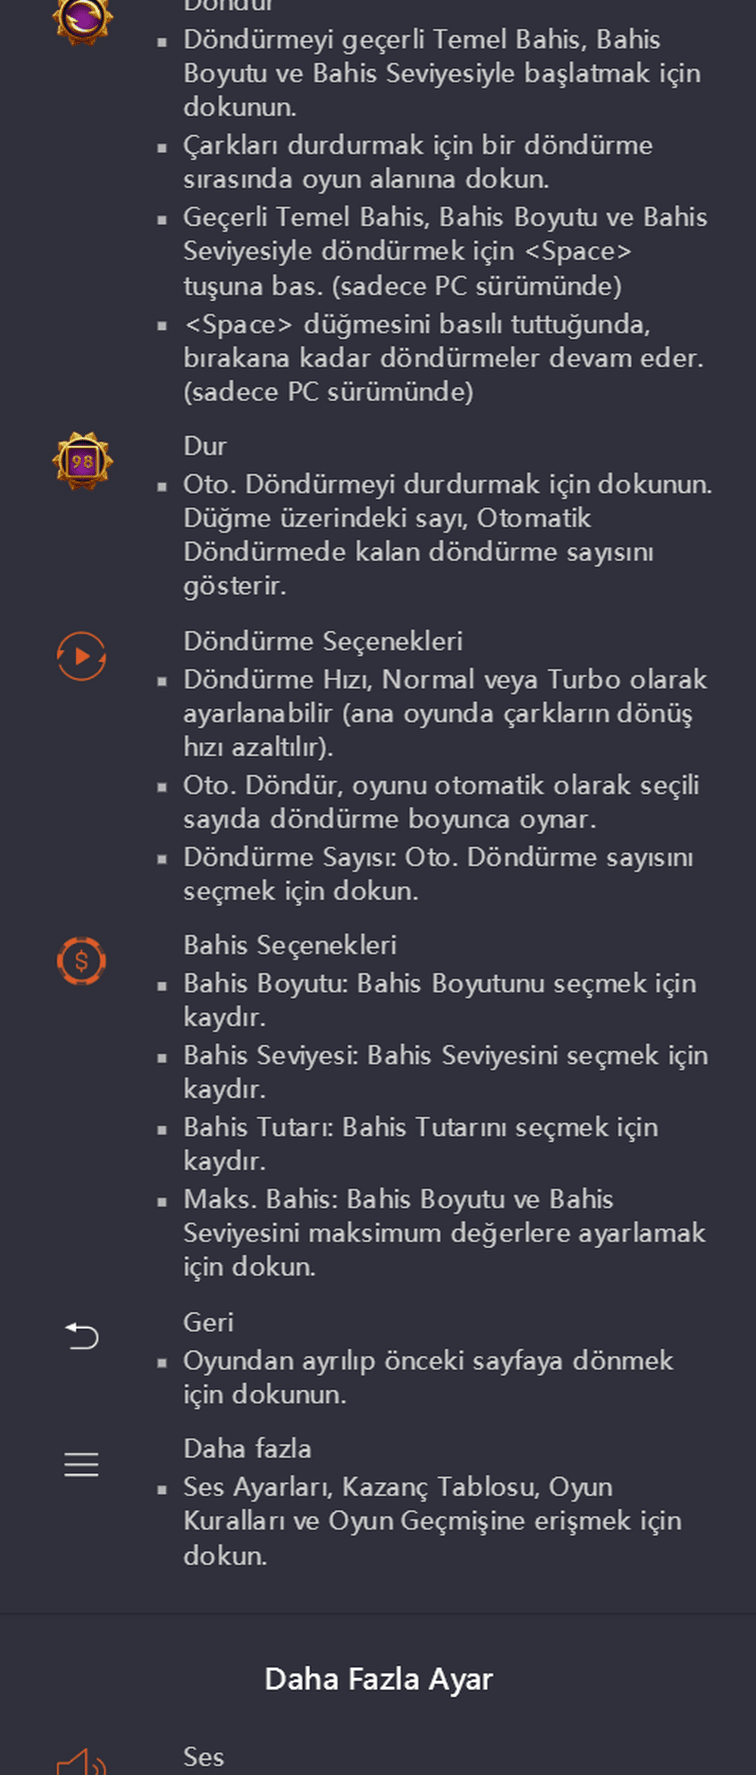 Döndür
Döndürmeyi geçerli Temel Bahis, Bahis
Boyutu ve Bahis Seviyesiyle başlatmak için
dokunun.
Çarkları durdurmak için bir döndürme
sırasında oyun alanına dokun.
Geçerli Temel Bahis, Bahis Boyutu ve Bahis
Seviyesiyle döndürmek için <Space>
tuşuna bas. (sadece PC sürümünde)
<Space> düğmesini basılı tuttuğunda,
bırakana kadar döndürmeler devam eder.
(sadece PC sürümünde)
98
Dur
Oto. Döndürmeyi durdurmak için dokunun.
Düğme üzerindeki sayı, Otomatik
Döndürmede kalan döndürme sayısını
gösterir.
Döndürme Seçenekleri
Döndürme Hızı, Normal veya Turbo olarak
ayarlanabilir (ana oyunda çarkların dönüş
hızı azaltılır).
Oto. Döndür, oyunu otomatik olarak seçili
sayıda döndürme boyunca oynar.
Döndürme Sayısı: Oto. Döndürme sayısını
seçmek için dokun.
$
Bahis Seçenekleri
Bahis Boyutu: Bahis Boyutunu seçmek için
kaydır.
Bahis Seviyesi: Bahis Seviyesini seçmek için
kaydır.
Bahis Tutarı: Bahis Tutarını seçmek için
kaydır.
Maks. Bahis: Bahis Boyutu ve Bahis
Seviyesini maksimum değerlere ayarlamak
için dokun.
Geri
Oyundan ayrılıp önceki sayfaya dönmek
için dokunun.
Daha fazla
Ses Ayarları, Kazanç Tablosu, Oyun
Kuralları ve Oyun Geçmişine erişmek için
dokun.
Daha Fazla Ayar
Ses